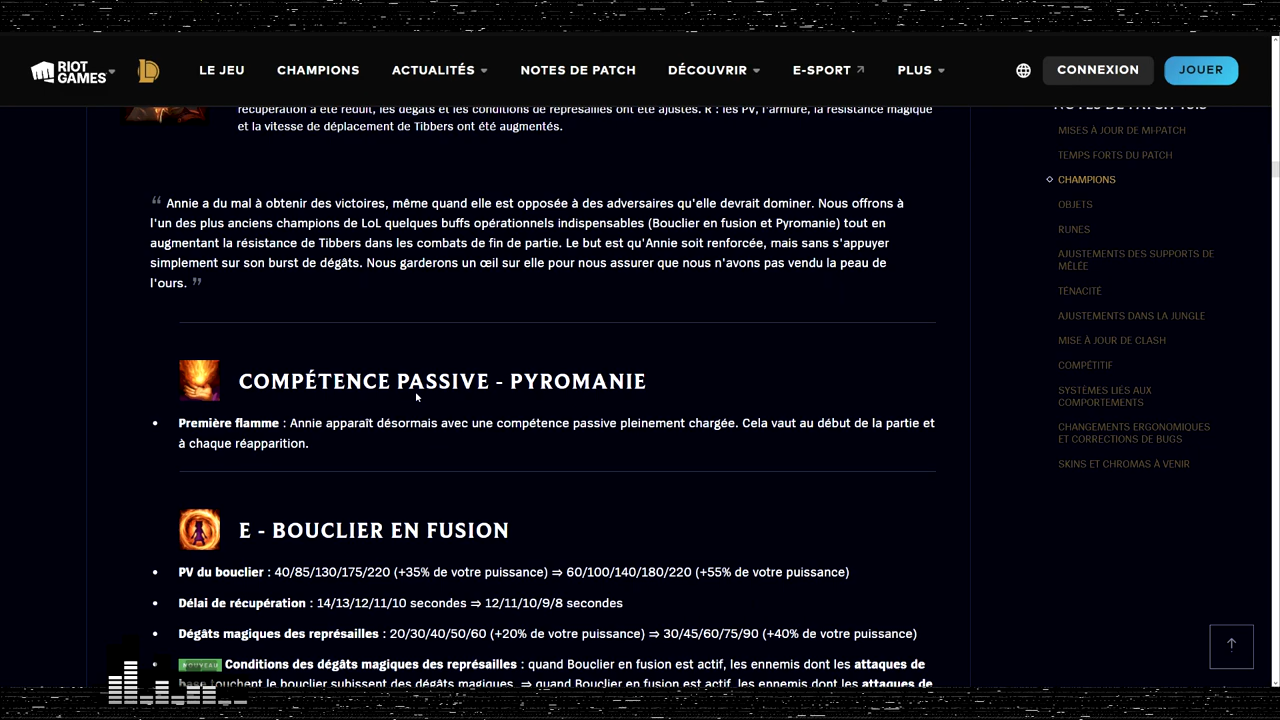 RIOT GAMES
LE JEU
CHAMPIONS
ACTUALITÉS
NOTES DE PATCH
DÉCOUVRIR
E-SPORT
PLUS
CONNEXION
JOUER
récupération a été réduit, les dégâts et les conditions de représailles ont été ajustés. R : les PV, l'armure, la résistance magique
et la vitesse de déplacement de Tibbers ont été augmentés.
“ Annie a du mal à obtenir des victoires, même quand elle est opposée à des adversaires qu'elle devrait dominer. Nous offrons à
l'un des plus anciens champions de LoL quelques buffs opérationnels indispensables (Bouclier en fusion et Pyromanie) tout en
augmentant la résistance de Tibbers dans les combats de fin de partie. Le but est qu'Annie soit renforcée, mais sans s'appuyer
simplement sur son burst de dégâts. Nous garderons un œil sur elle pour nous assurer que nous n'avons pas vendu la peau de
l'ours. ”
COMPÉTENCE PASSIVE - PYROMANIE
• Première flamme : Annie apparaît désormais avec une compétence passive pleinement chargée. Cela vaut au début de la partie et
à chaque réapparition.
E - BOUCLIER EN FUSION
• PV du bouclier : 40/85/130/175/220 (+35% de votre puissance) ⇒ 60/100/140/180/220 (+55% de votre puissance)
• Délai de récupération : 14/13/12/11/10 secondes ⇒ 12/11/10/9/8 secondes
• Dégâts magiques des représailles : 20/30/40/50/60 (+20% de votre puissance) ⇒ 30/45/60/75/90 (+40% de votre puissance)
• NOUVEAU Conditions des dégâts magiques des représailles : quand Bouclier en fusion est actif, les ennemis dont les attaques de
base touchent le bouclier subissent des dégâts magiques. ⇒ quand Bouclier en fusion est actif, les ennemis dont les attaques de
MISES À JOUR DE MI-PATCH
TEMPS FORTS DU PATCH
CHAMPIONS
OBJETS
RUNES
AJUSTEMENTS DES SUPPORTS DE
MÊLÉE
TÉNACITÉ
AJUSTEMENTS DANS LA JUNGLE
MISE À JOUR DE CLASH
COMPÉTITIF
SYSTÈMES LIÉS AUX
COMPORTEMENTS
CHANGEMENTS ERGONOMIQUES
ET CORRECTIONS DE BUGS
SKINS ET CHROMAS À VENIR